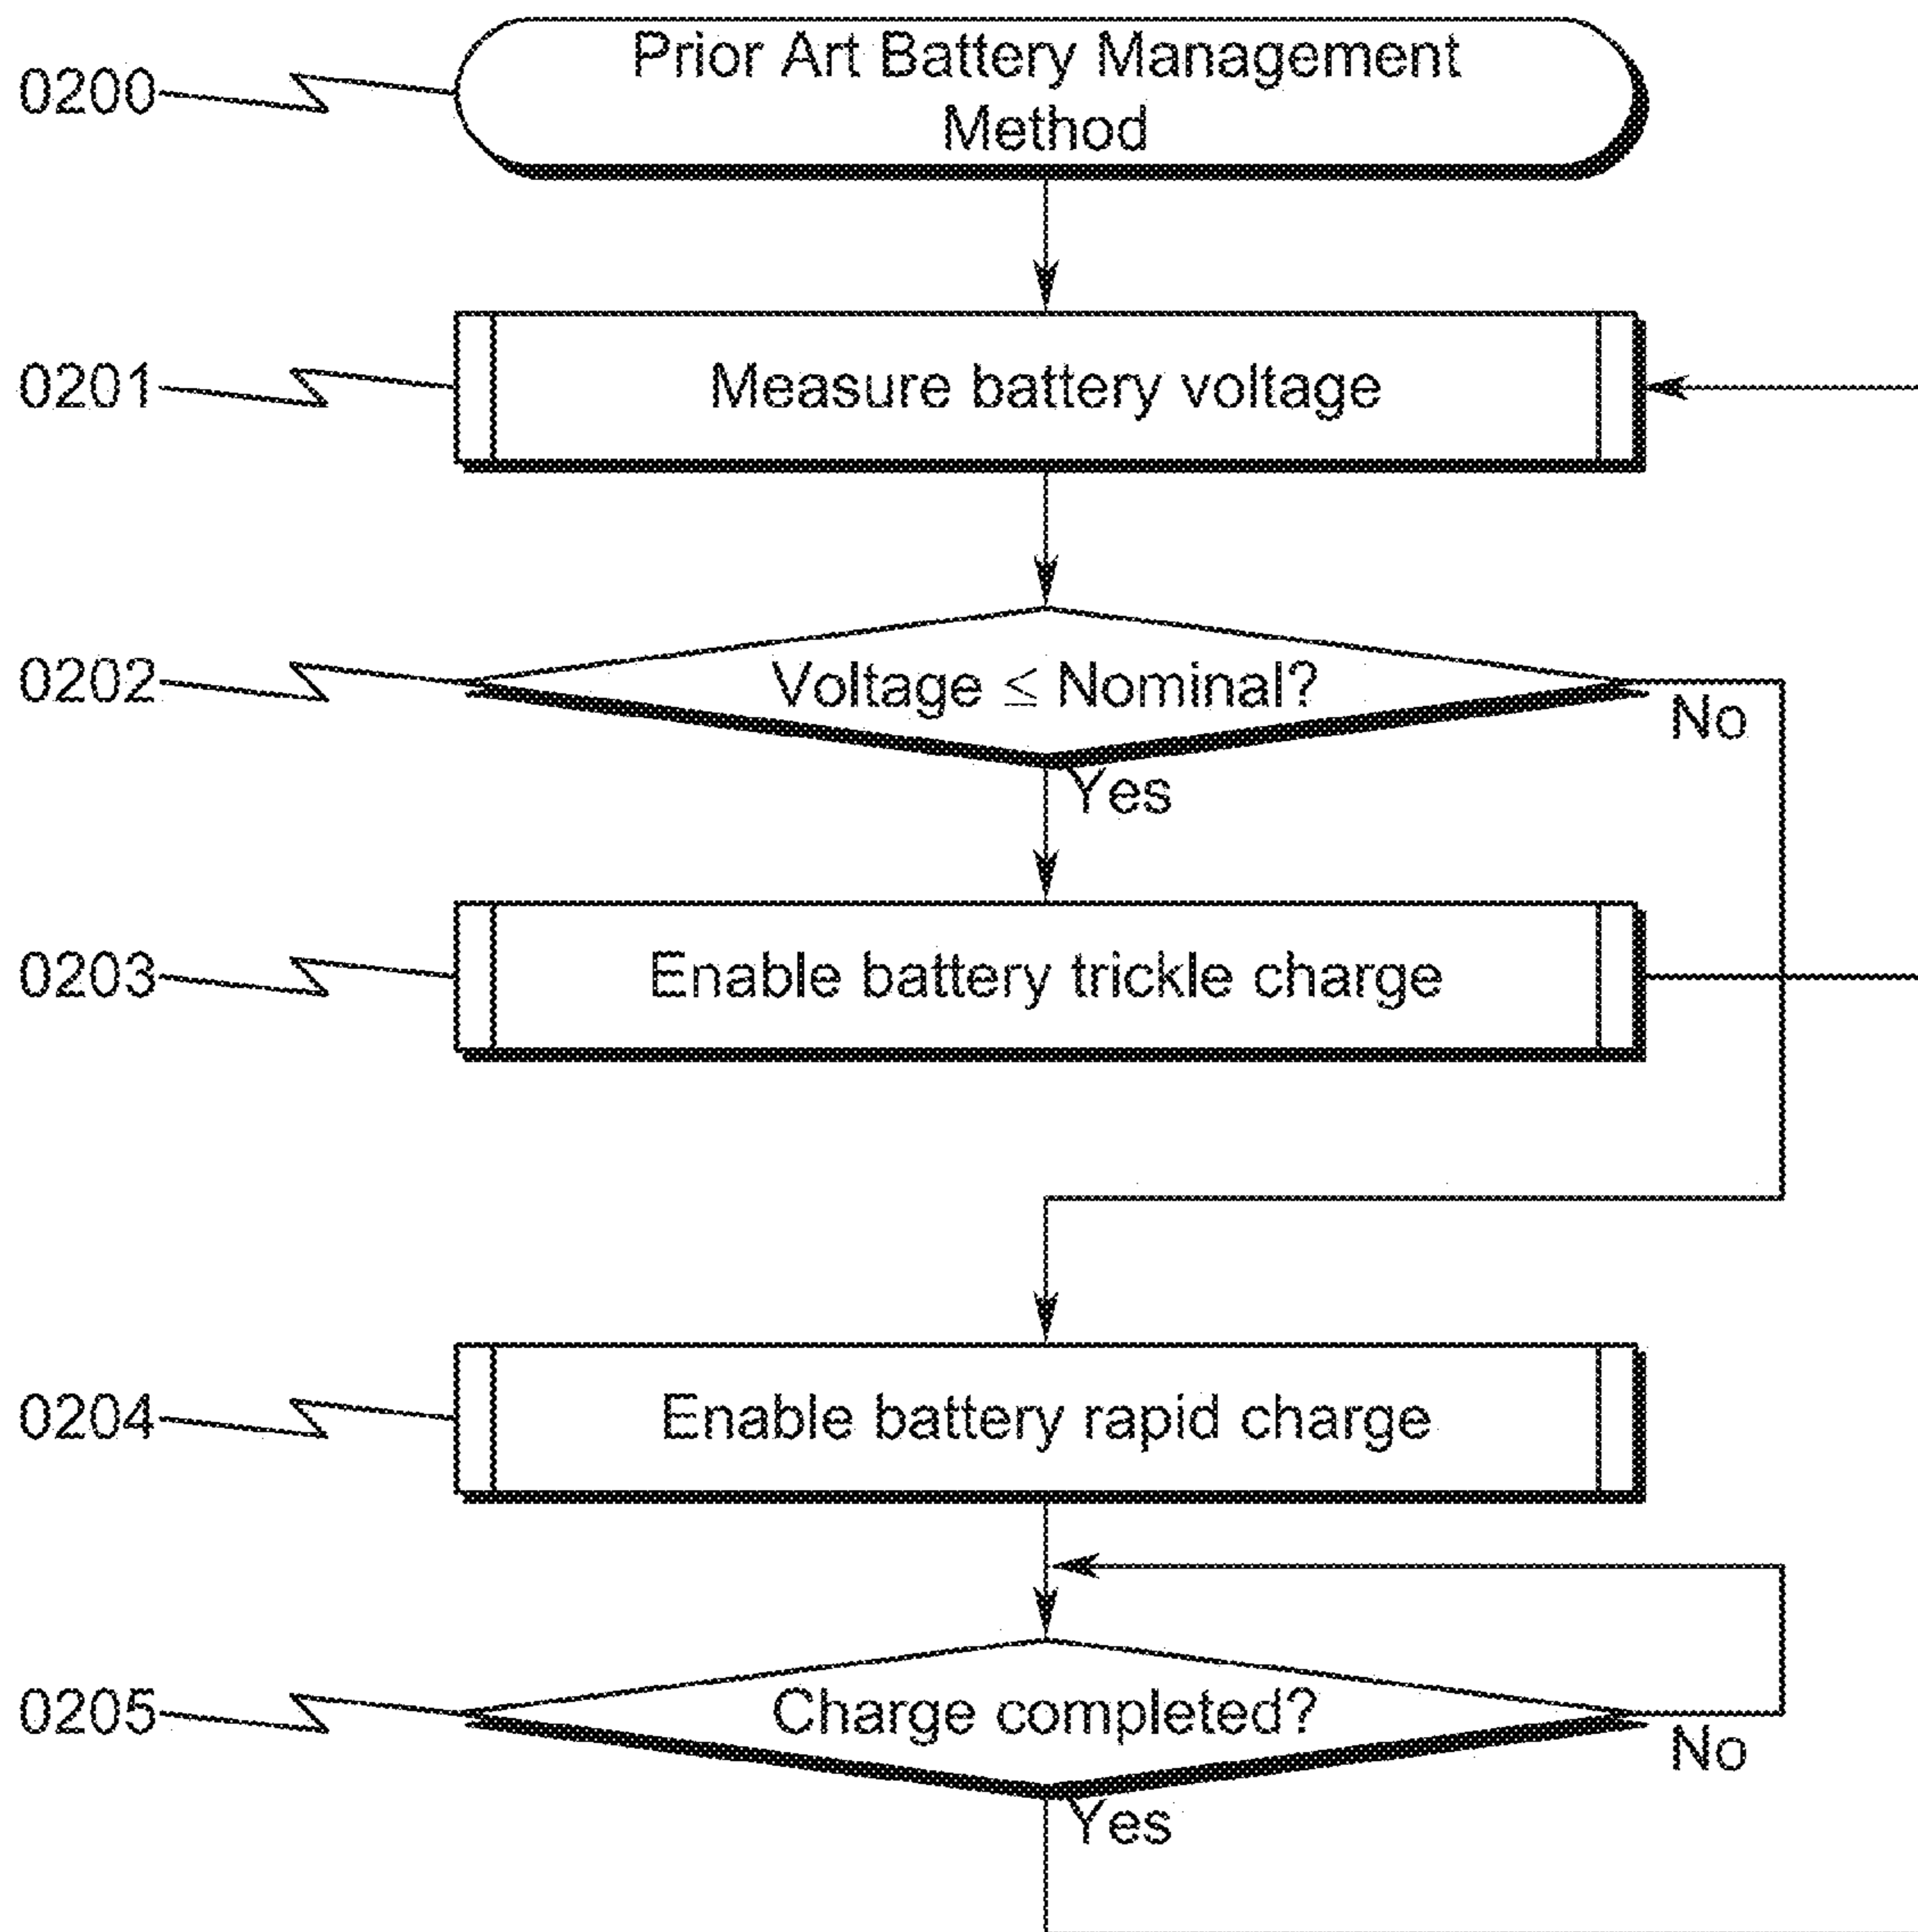 0200
Prior Art Battery Management
Method
0201
Measure battery voltage
0202
Voltage ≤ Nominal?
No
Yes
0203
Enable battery trickle charge
0204
Enable battery rapid charge
0205
Charge completed?
No
Yes